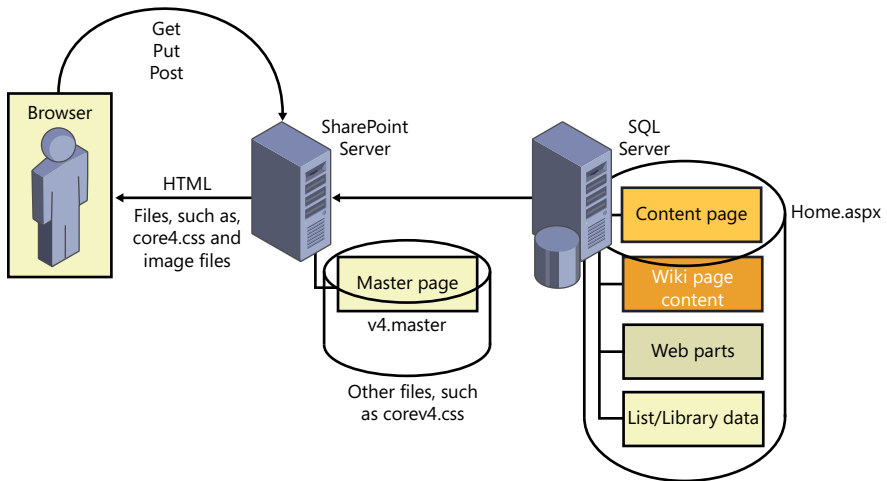 Get
Put
Post
Browser
SharePoint
Server
SQL
Server
HTML
Files, such as,
core4.css and
image files
Content page
Home.aspx
Master page
v4.master
Wiki page
content
Web parts
Other files, such
as corev4.css
List/Library data